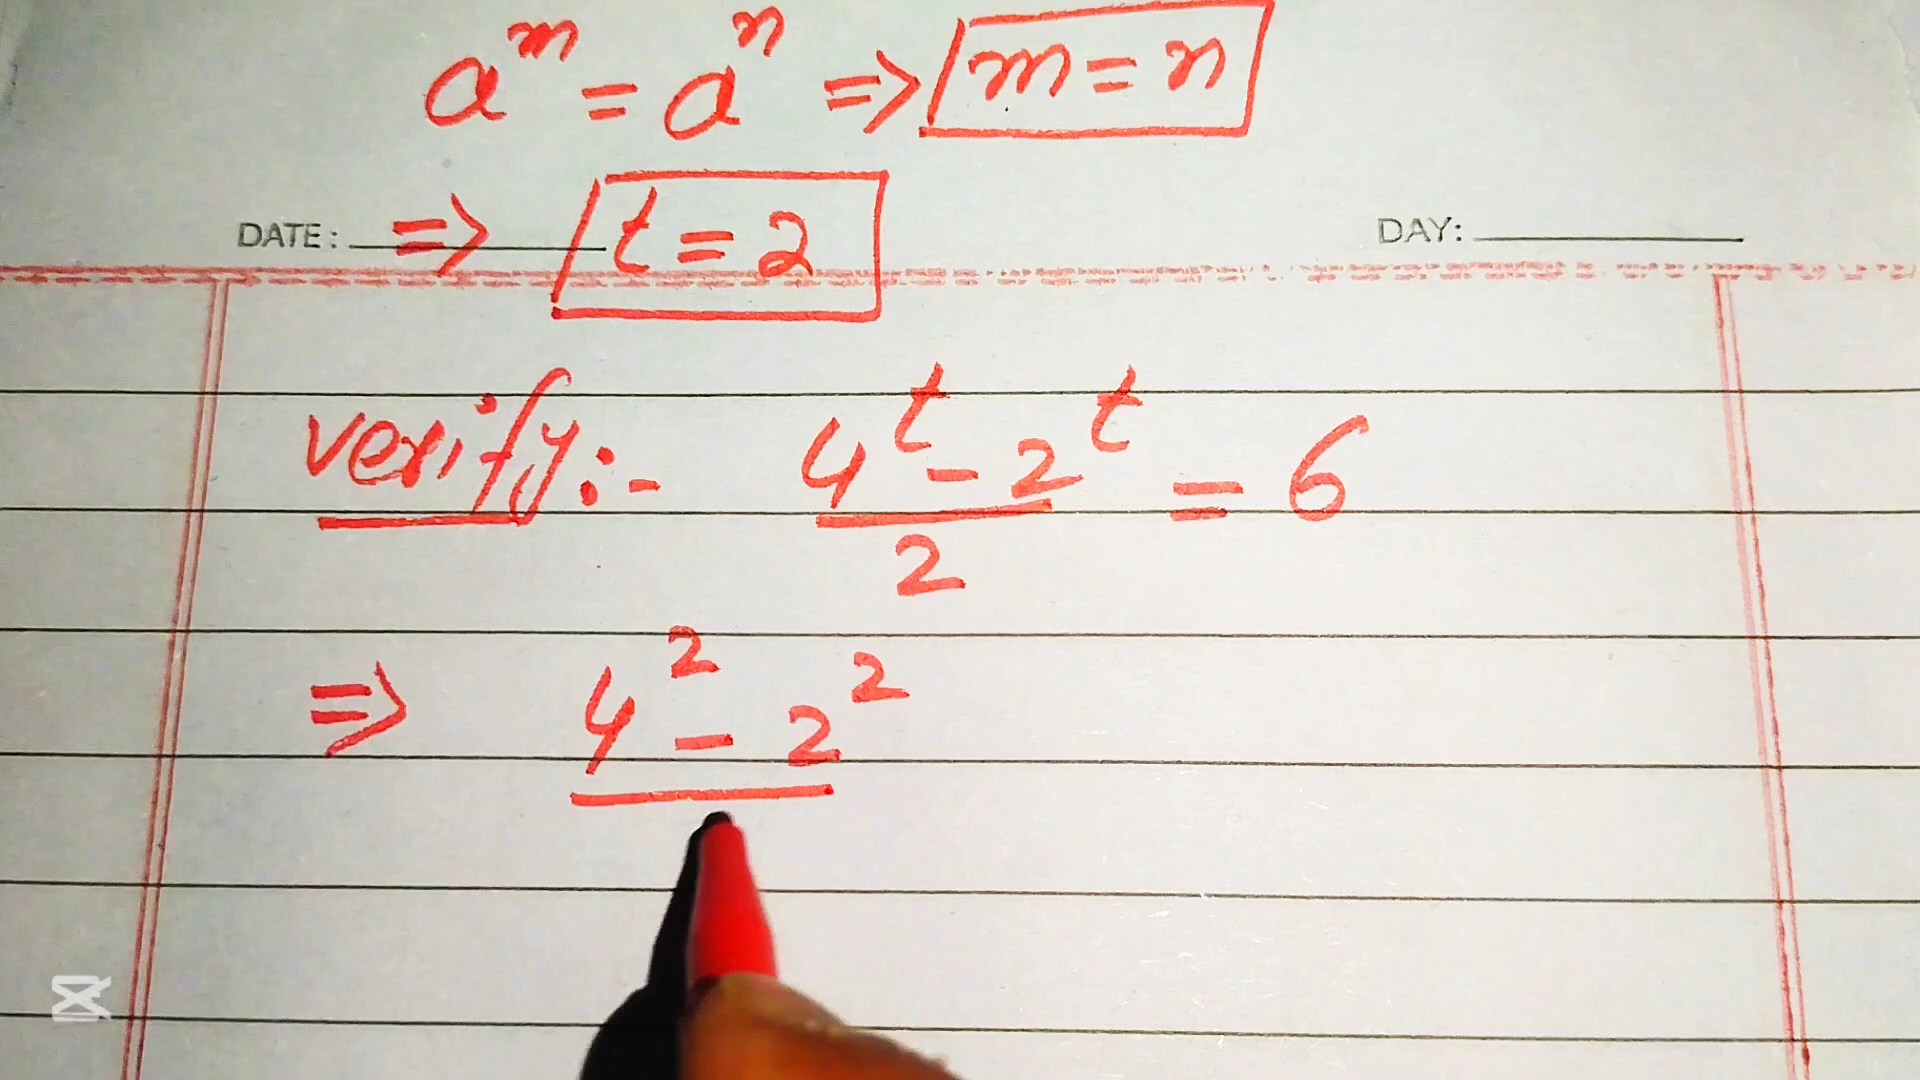 a^m = a^n => m = n
=> t = 2
DATE: DAY:
verify:- (4^t - 2^t)/2 = 6
=> 4^2 - 2^2